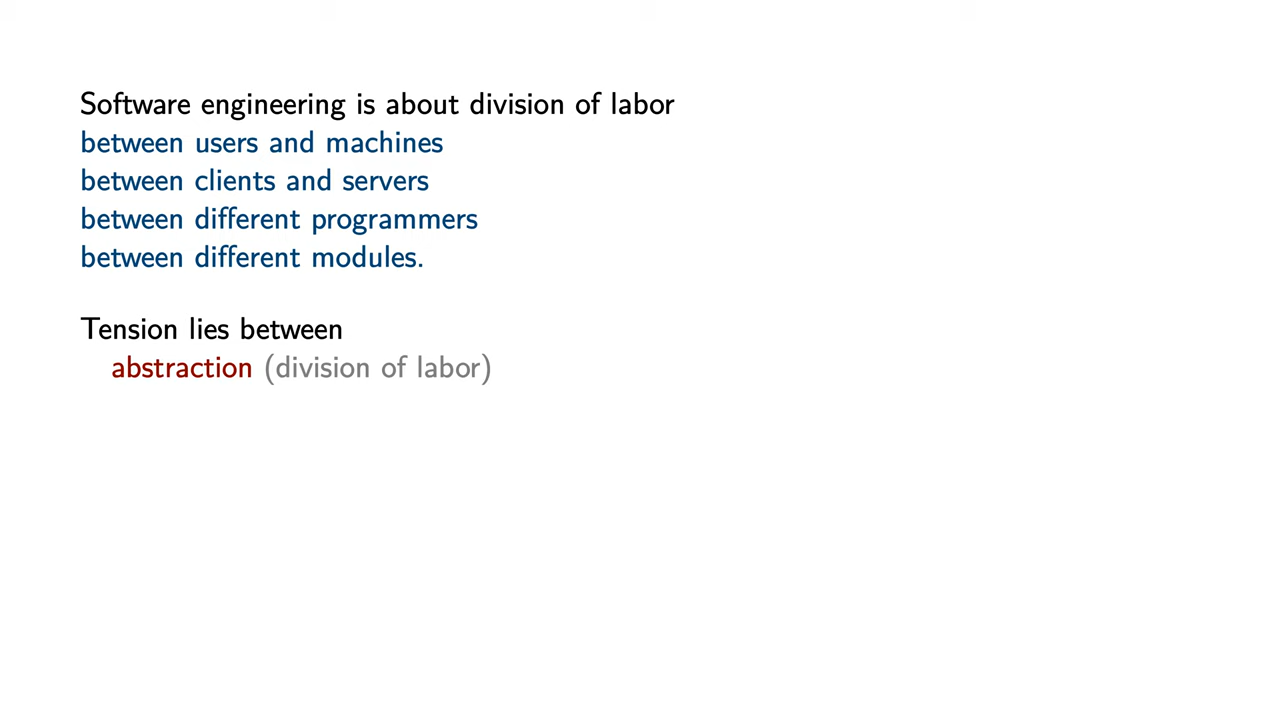 Software engineering is about division of labor
between users and machines
between clients and servers
between different programmers
between different modules.
Tension lies between
abstraction (division of labor)